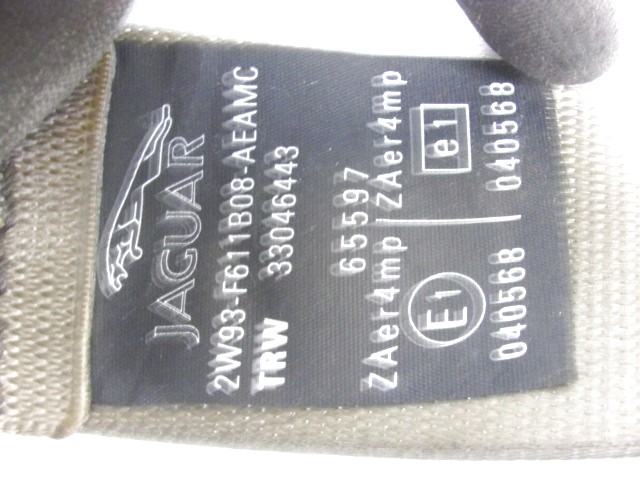 JAGUAR
2W93-F611B08-AEAMC
TRW 33046443
65597
ZAer4mp/ZAer4mp
E1 e1
040568 040568